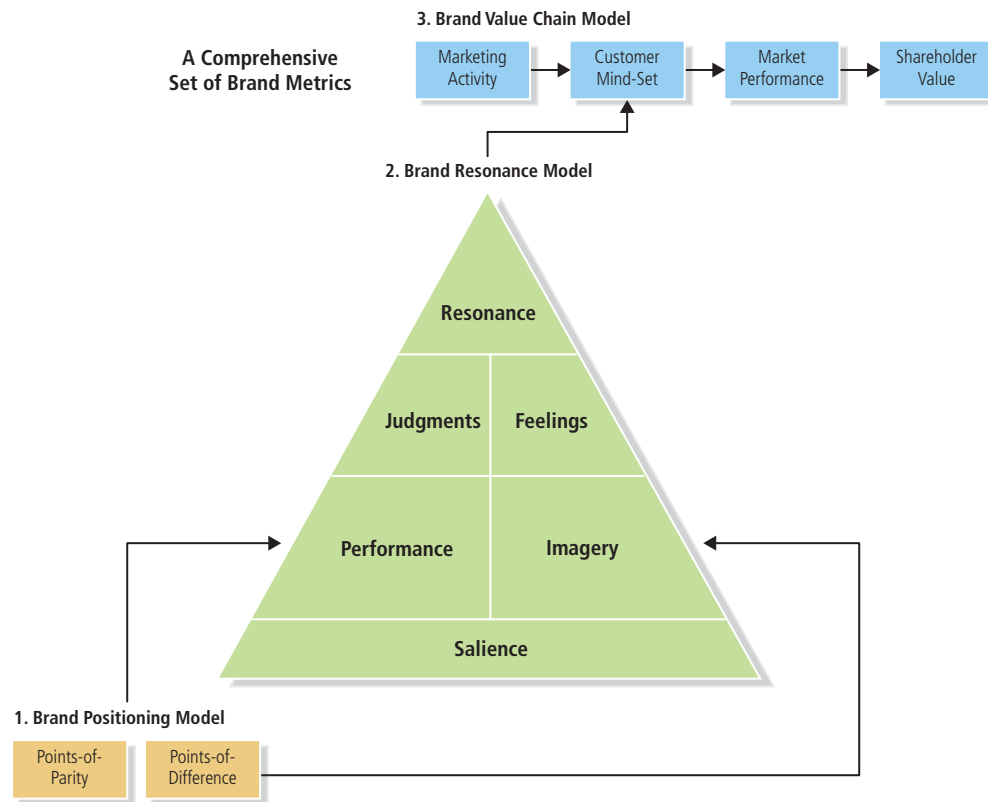 3. Brand Value Chain Model
A Comprehensive
Set of Brand Metrics
Marketing
Activity
Customer
Mind-Set
Market
Performance
Shareholder
Value
2. Brand Resonance Model
Resonance
Judgments
Feelings
Performance
Imagery
Salience
1. Brand Positioning Model
Points-of-
Parity
Points-of-
Difference